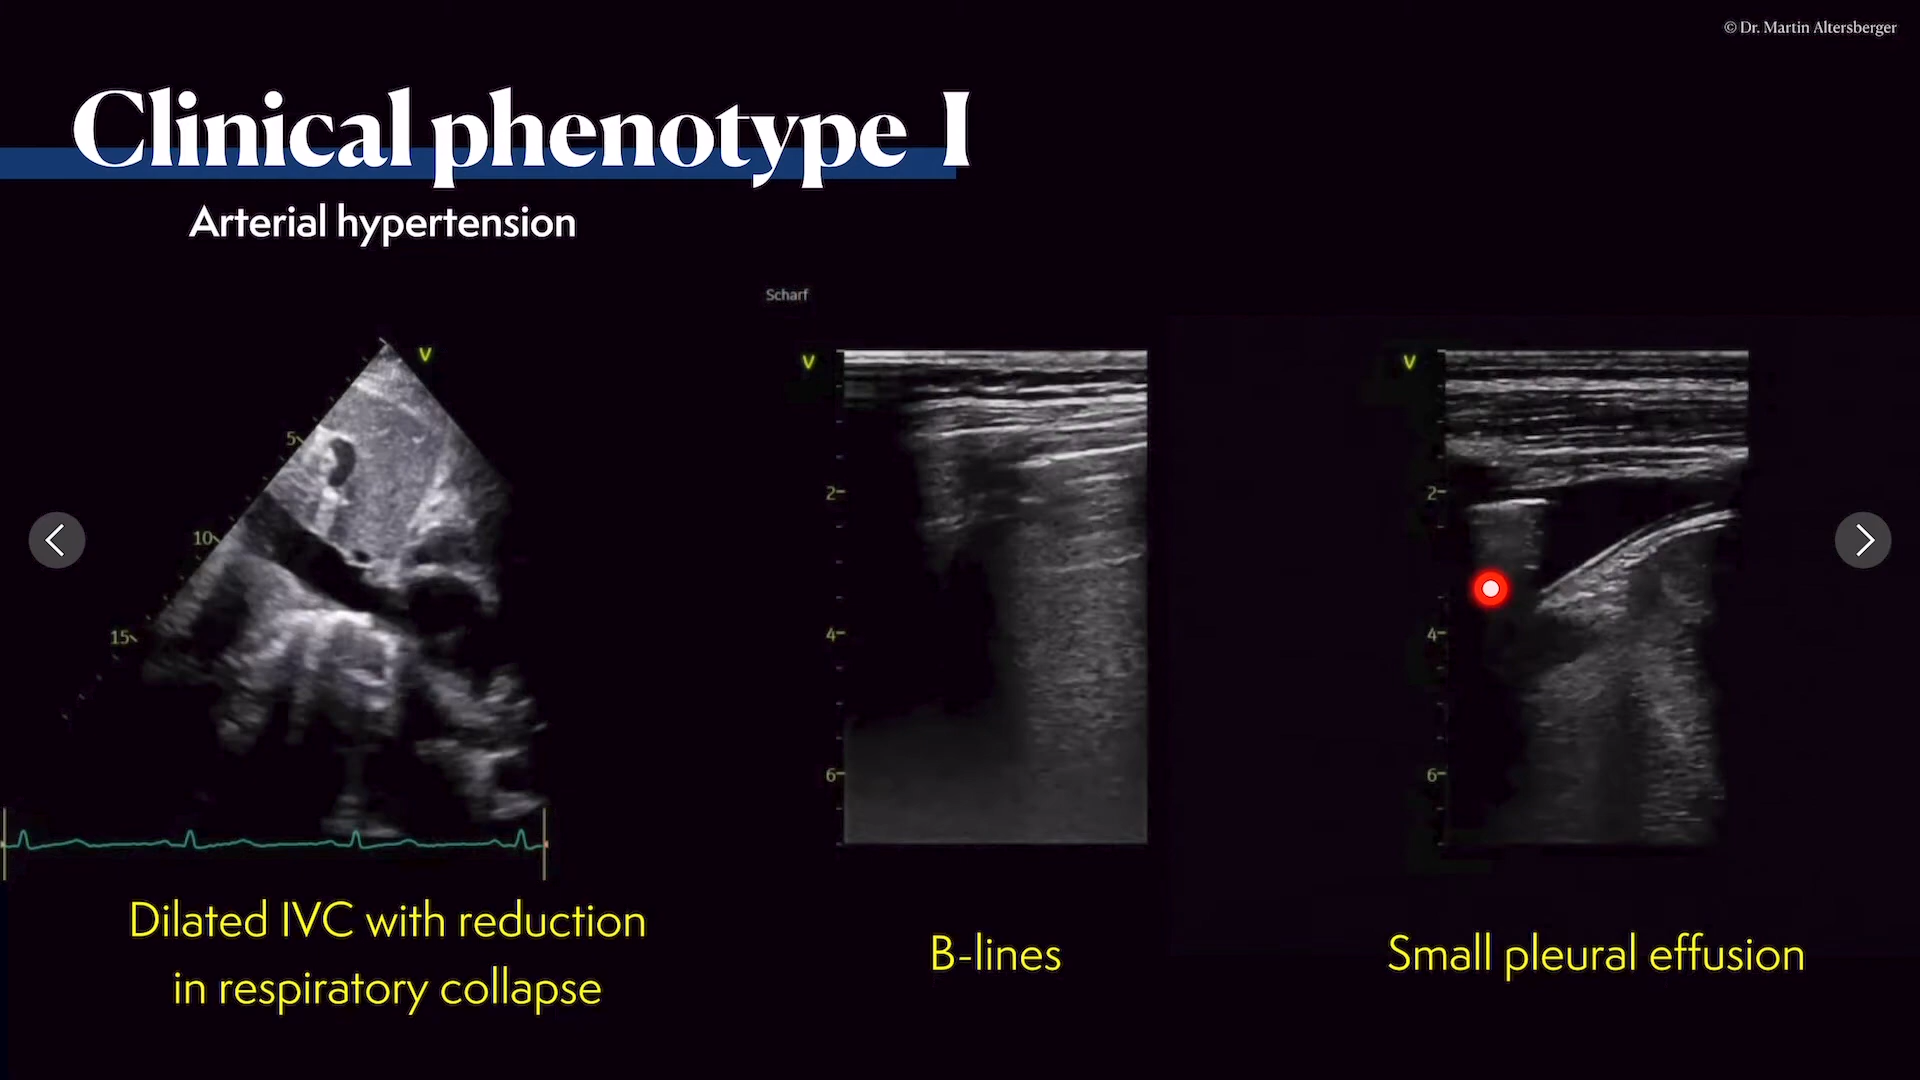 © Dr. Martin Altersberger
Clinical phenotype I
Arterial hypertension
Scharf
V
5
10
15
V
2
4
6
V
2
4
6
Dilated IVC with reduction
in respiratory collapse
B-lines
Small pleural effusion